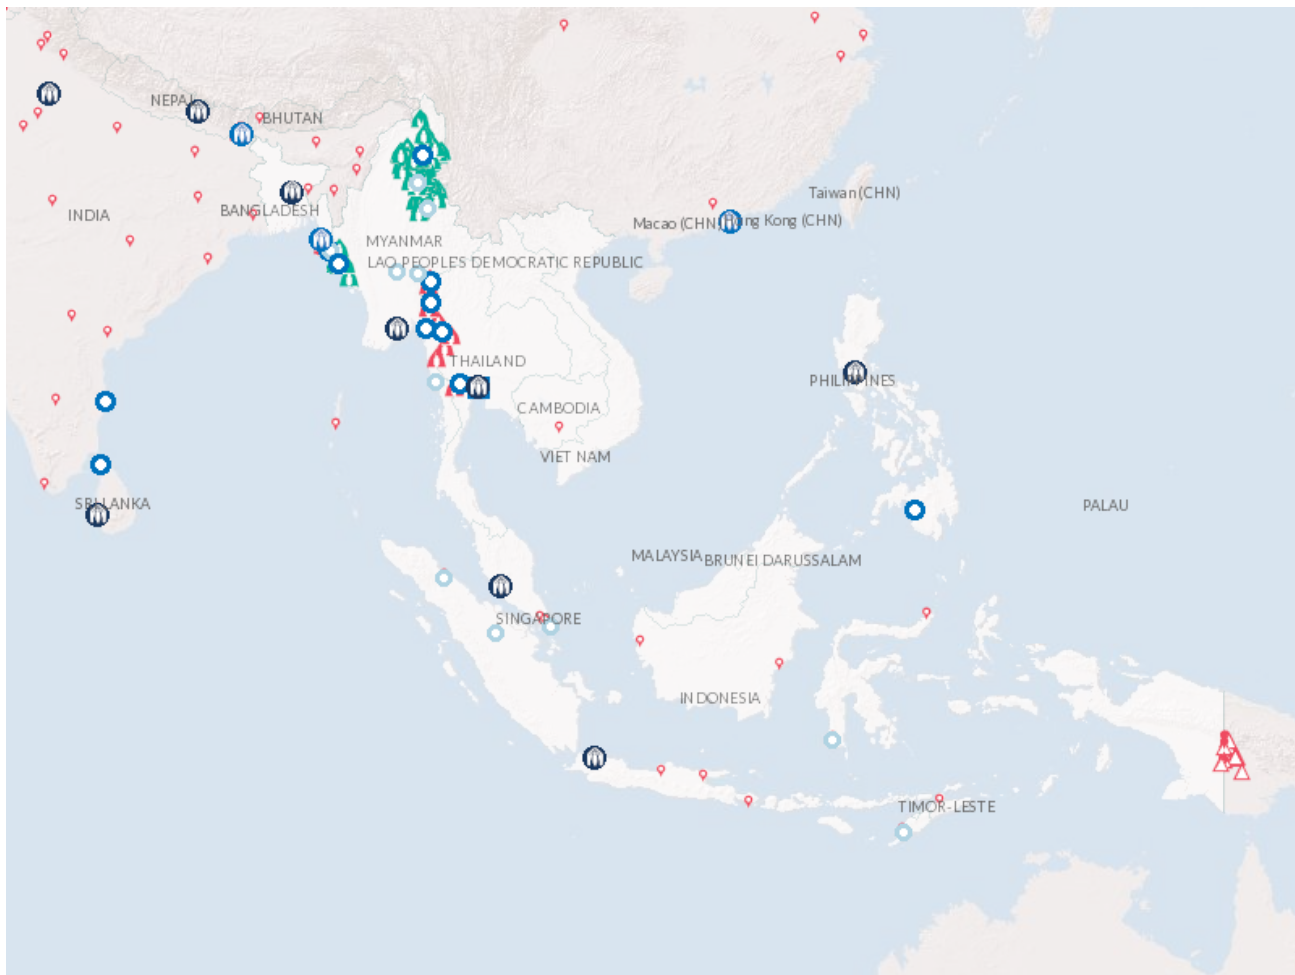 NEPAL
BHUTAN
Taiwan (CHN)
INDIA
BANGLADESH
Macao (CHN)
Hong Kong (CHN)
MYANMAR
LAO PEOPLE'S DEMOCRATIC REPUBLIC
THAILAND
PHILIPPINES
CAMBODIA
VIET NAM
SRI LANKA
PALAU
MALAYSIA
BRUNEI DARUSSALAM
SINGAPORE
INDONESIA
TIMOR-LESTE